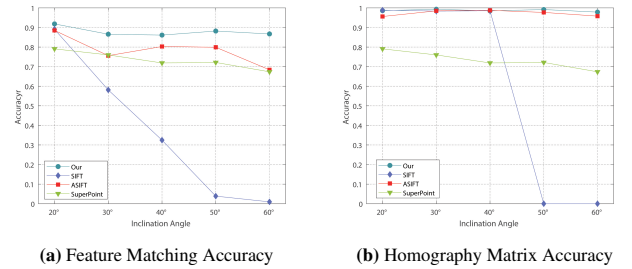 1
0.9
0.8
0.7
0.6
0.5
0.4
0.3
0.2
0.1
0
Accuracyr
Our
SIFT
ASIFT
SuperPoint
20° 30° 40° 50° 60°
Inclination Angle
(a) Feature Matching Accuracy
1
0.9
0.8
0.7
0.6
0.5
0.4
0.3
0.2
0.1
0
Accuracyr
Our
SIFT
ASIFT
SuperPoint
20° 30° 40° 50° 60°
Inclination Angle
(b) Homography Matrix Accuracy